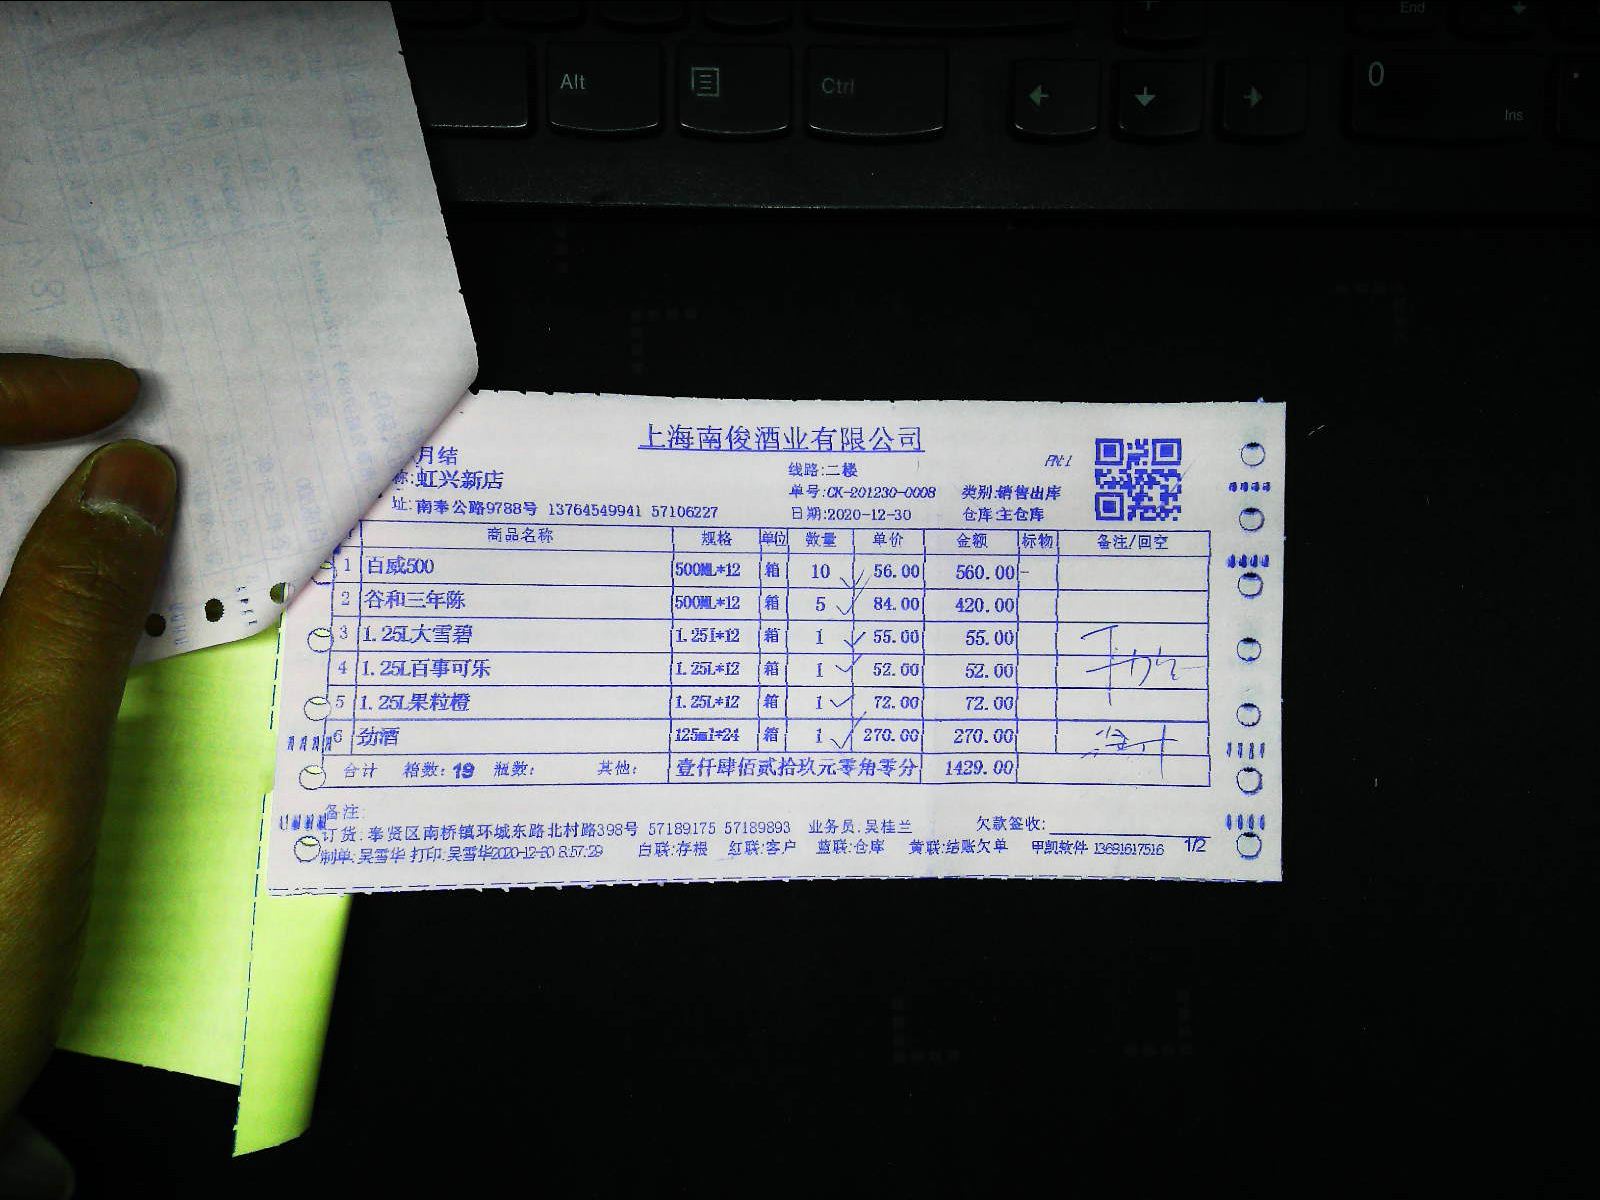 End
Alt
Ctrl
0
Ins
上海南俊酒业有限公司
月结
线路:二楼
称:虹兴新店
单号:CK-201230-0008 类别:销售出库
址:南奉公路9788号 13764549941 57106227
日期:2020-12-30 仓库:主仓库
商品名称 规格 单位 数量 单价 金额 标物 备注/回空
1 百威500 500ML*12 箱 10 56.00 560.00 -
2 谷和三年陈 500ML*12 箱 5 84.00 420.00
3 1.25L大雪碧 1.25l*12 箱 1 55.00 55.00
4 1.25L百事可乐 1.25L*12 箱 1 52.00 52.00
5 1.25L果粒橙 1.25L*12 箱 1 72.00 72.00
6 劲酒 125ml*24 箱 1 270.00 270.00
合计 箱数: 19 瓶数: 其他: 壹仟肆佰贰拾玖元零角零分 1429.00
备注:
订货:奉贤区南桥镇环城东路北村路398号 57189175 57189893 业务员:吴桂兰 欠款签收:
制单:吴雪华 打印:吴雪华2020-12-30 8:57:29 白联:存根 红联:客户 蓝联:仓库 黄联:结账欠单 甲凯软件 13681617516 1/2